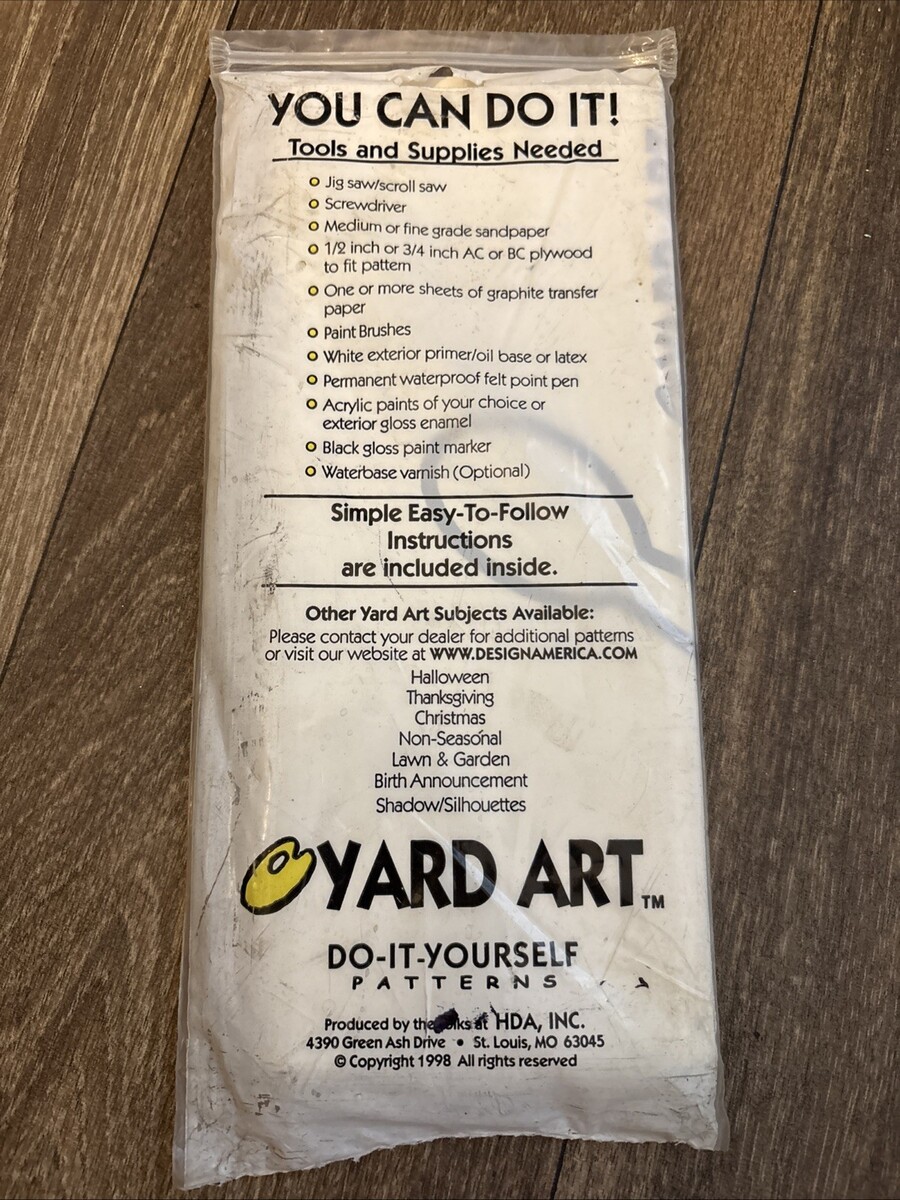 YOU CAN DO IT!
Tools and Supplies Needed
Jig saw/scroll saw
Screwdriver
Medium or fine grade sandpaper
1/2 inch or 3/4 inch AC or BC plywood
to fit pattern
One or more sheets of graphite transfer
paper
Paint Brushes
White exterior primer/oil base or latex
Permanent waterproof felt point pen
Acrylic paints of your choice or
exterior gloss enamel
Black gloss paint marker
Waterbase varnish (Optional)
Simple Easy-To-Follow
Instructions
are included inside.
Other Yard Art Subjects Available:
Please contact your dealer for additional patterns
or visit our website at WWW.DESIGNAMERICA.COM
Halloween
Thanksgiving
Christmas
Non-Seasonal
Lawn & Garden
Birth Announcement
Shadow/Silhouettes
YARD ART™
DO-IT-YOURSELF
PATTERNS
Produced by the at HDA, INC.
4390 Green Ash Drive • St. Louis, MO 63045
© Copyright 1998 All rights reserved